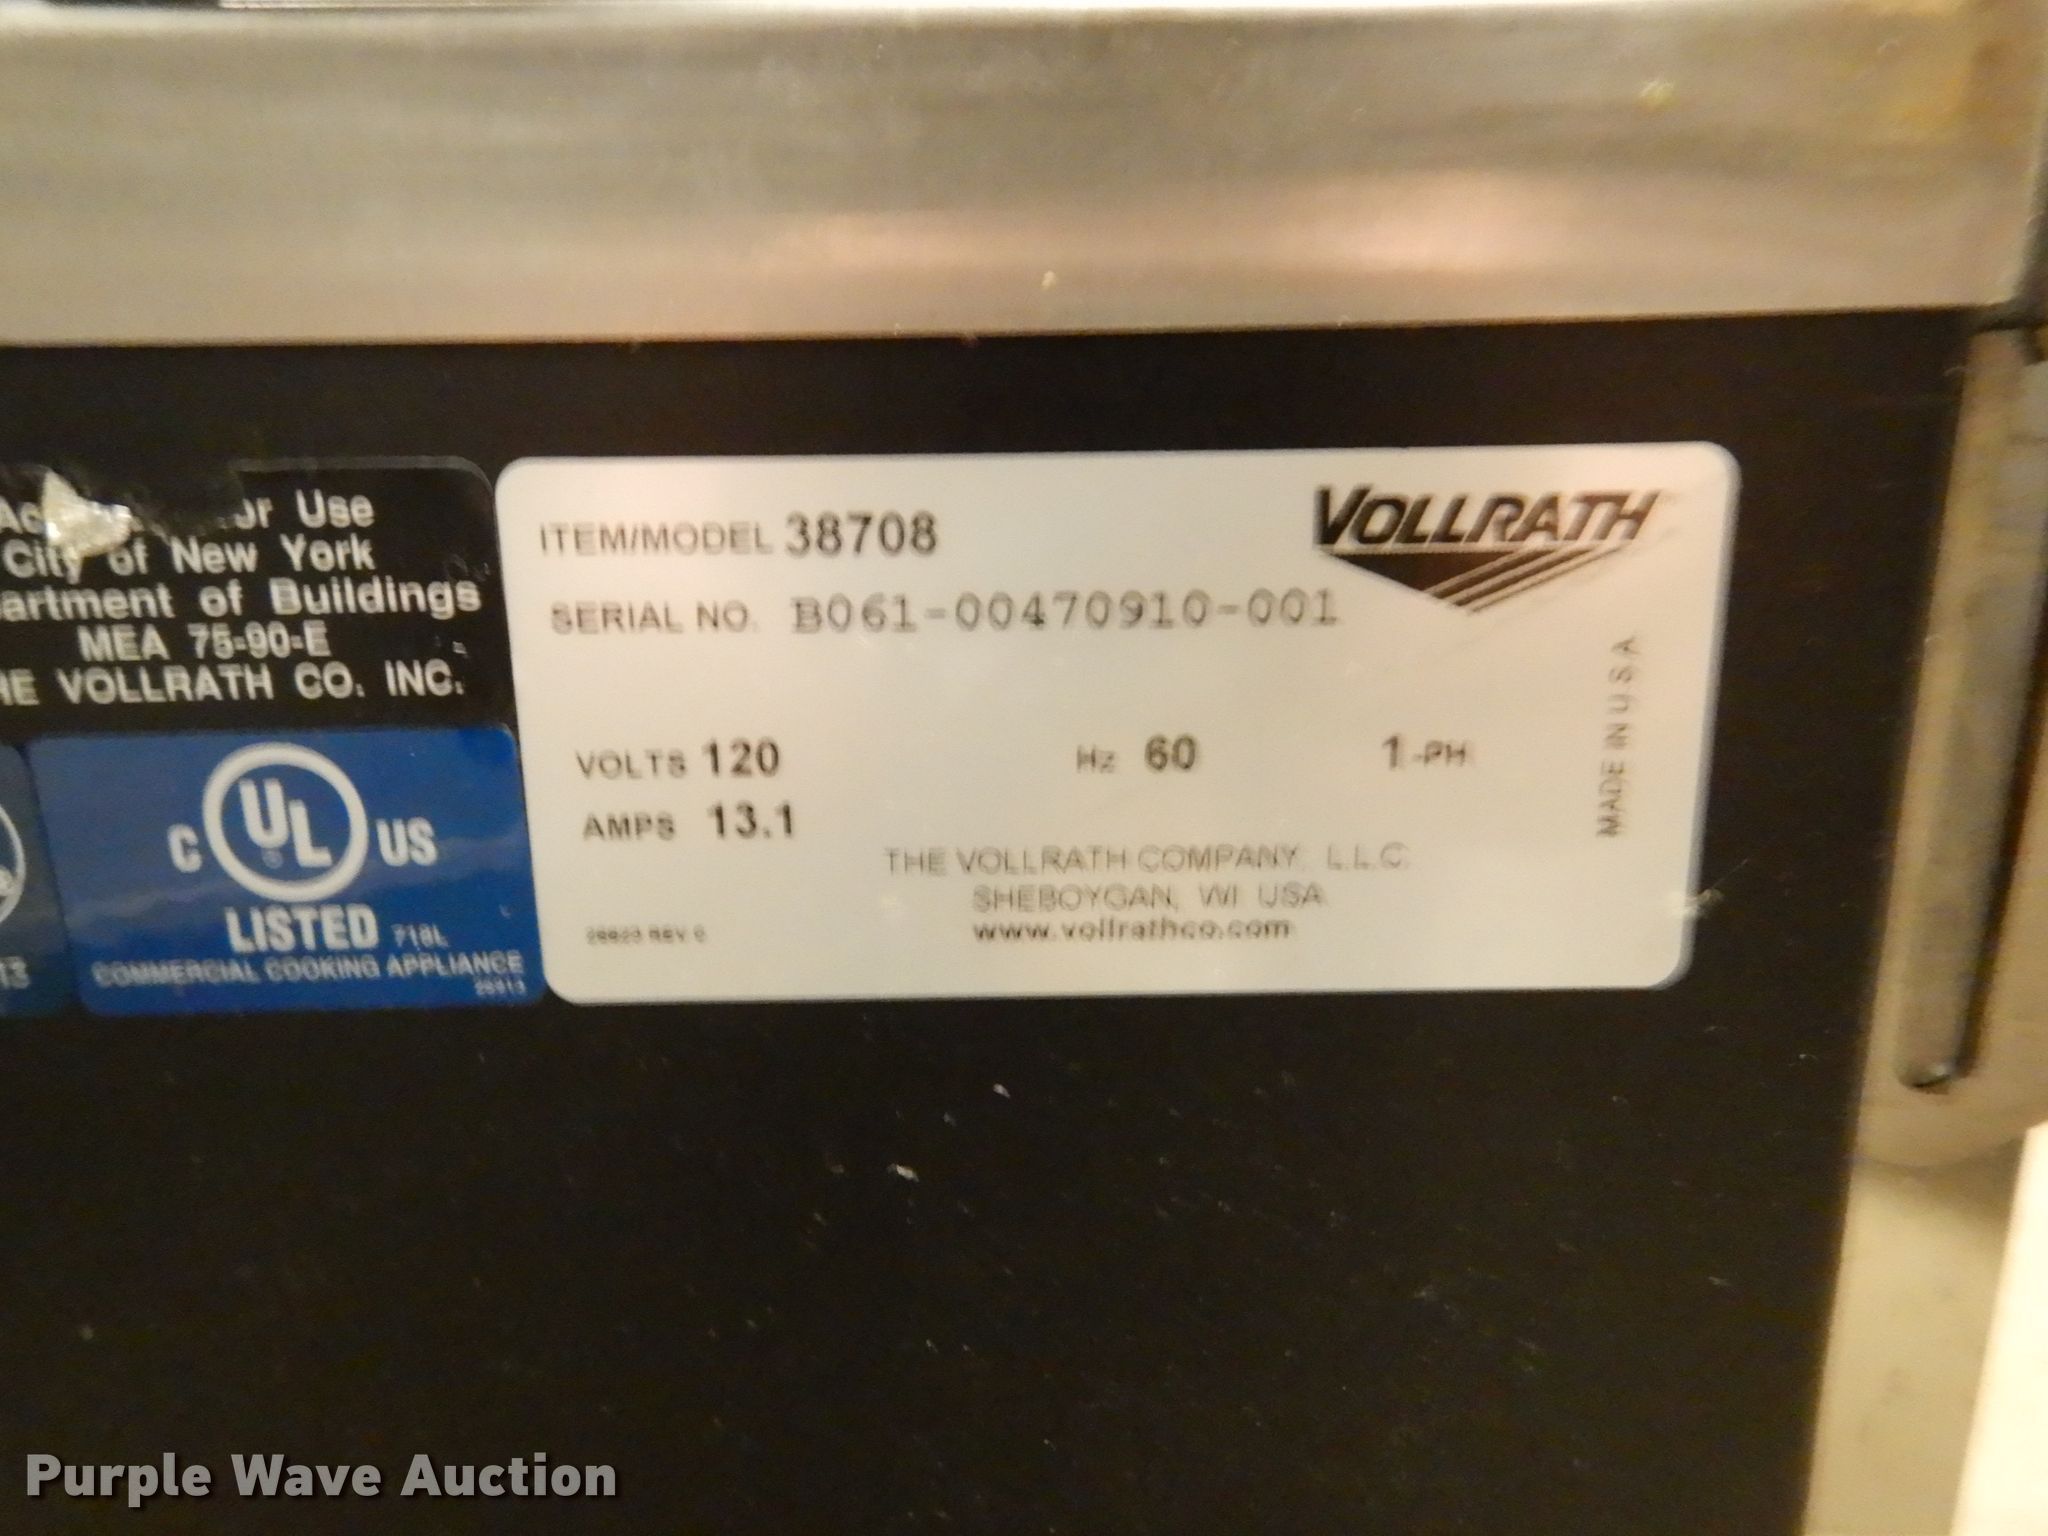 or Use
City of New York
artment of Buildings
MEA 75-90-E
HE VOLLRATH CO. INC.
C UL US
®
LISTED 718L
COMMERCIAL COOKING APPLIANCE
13
ITEM/MODEL 38708
VOLLRATH
SERIAL NO. B061-00470910-001
VOLTS 120 Hz 60 1-PH
AMPS 13.1
MADE IN U.S.A
THE VOLLRATH COMPANY, L.L.C.
SHEBOYGAN, WI USA
www.vollrathco.com
Purple Wave Auction